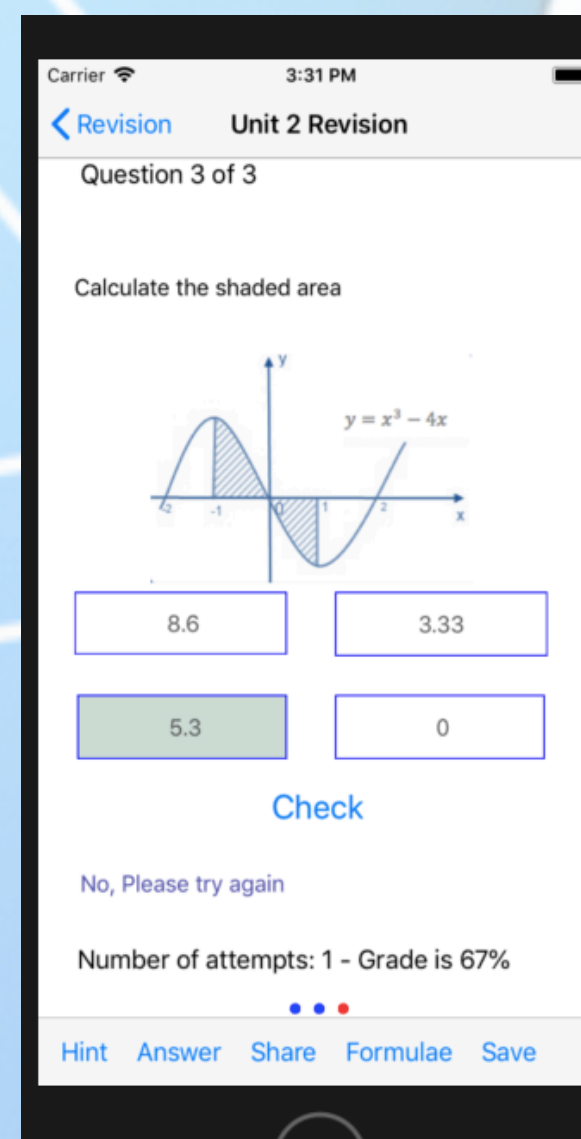 Carrier 3:31 PM
Revision Unit 2 Revision
Question 3 of 3
Calculate the shaded area
y
y = x³ − 4x
-2 -1 0 1 2 x
8.6 3.33
5.3 0
Check
No, Please try again
Number of attempts: 1 - Grade is 67%
Hint Answer Share Formulae Save